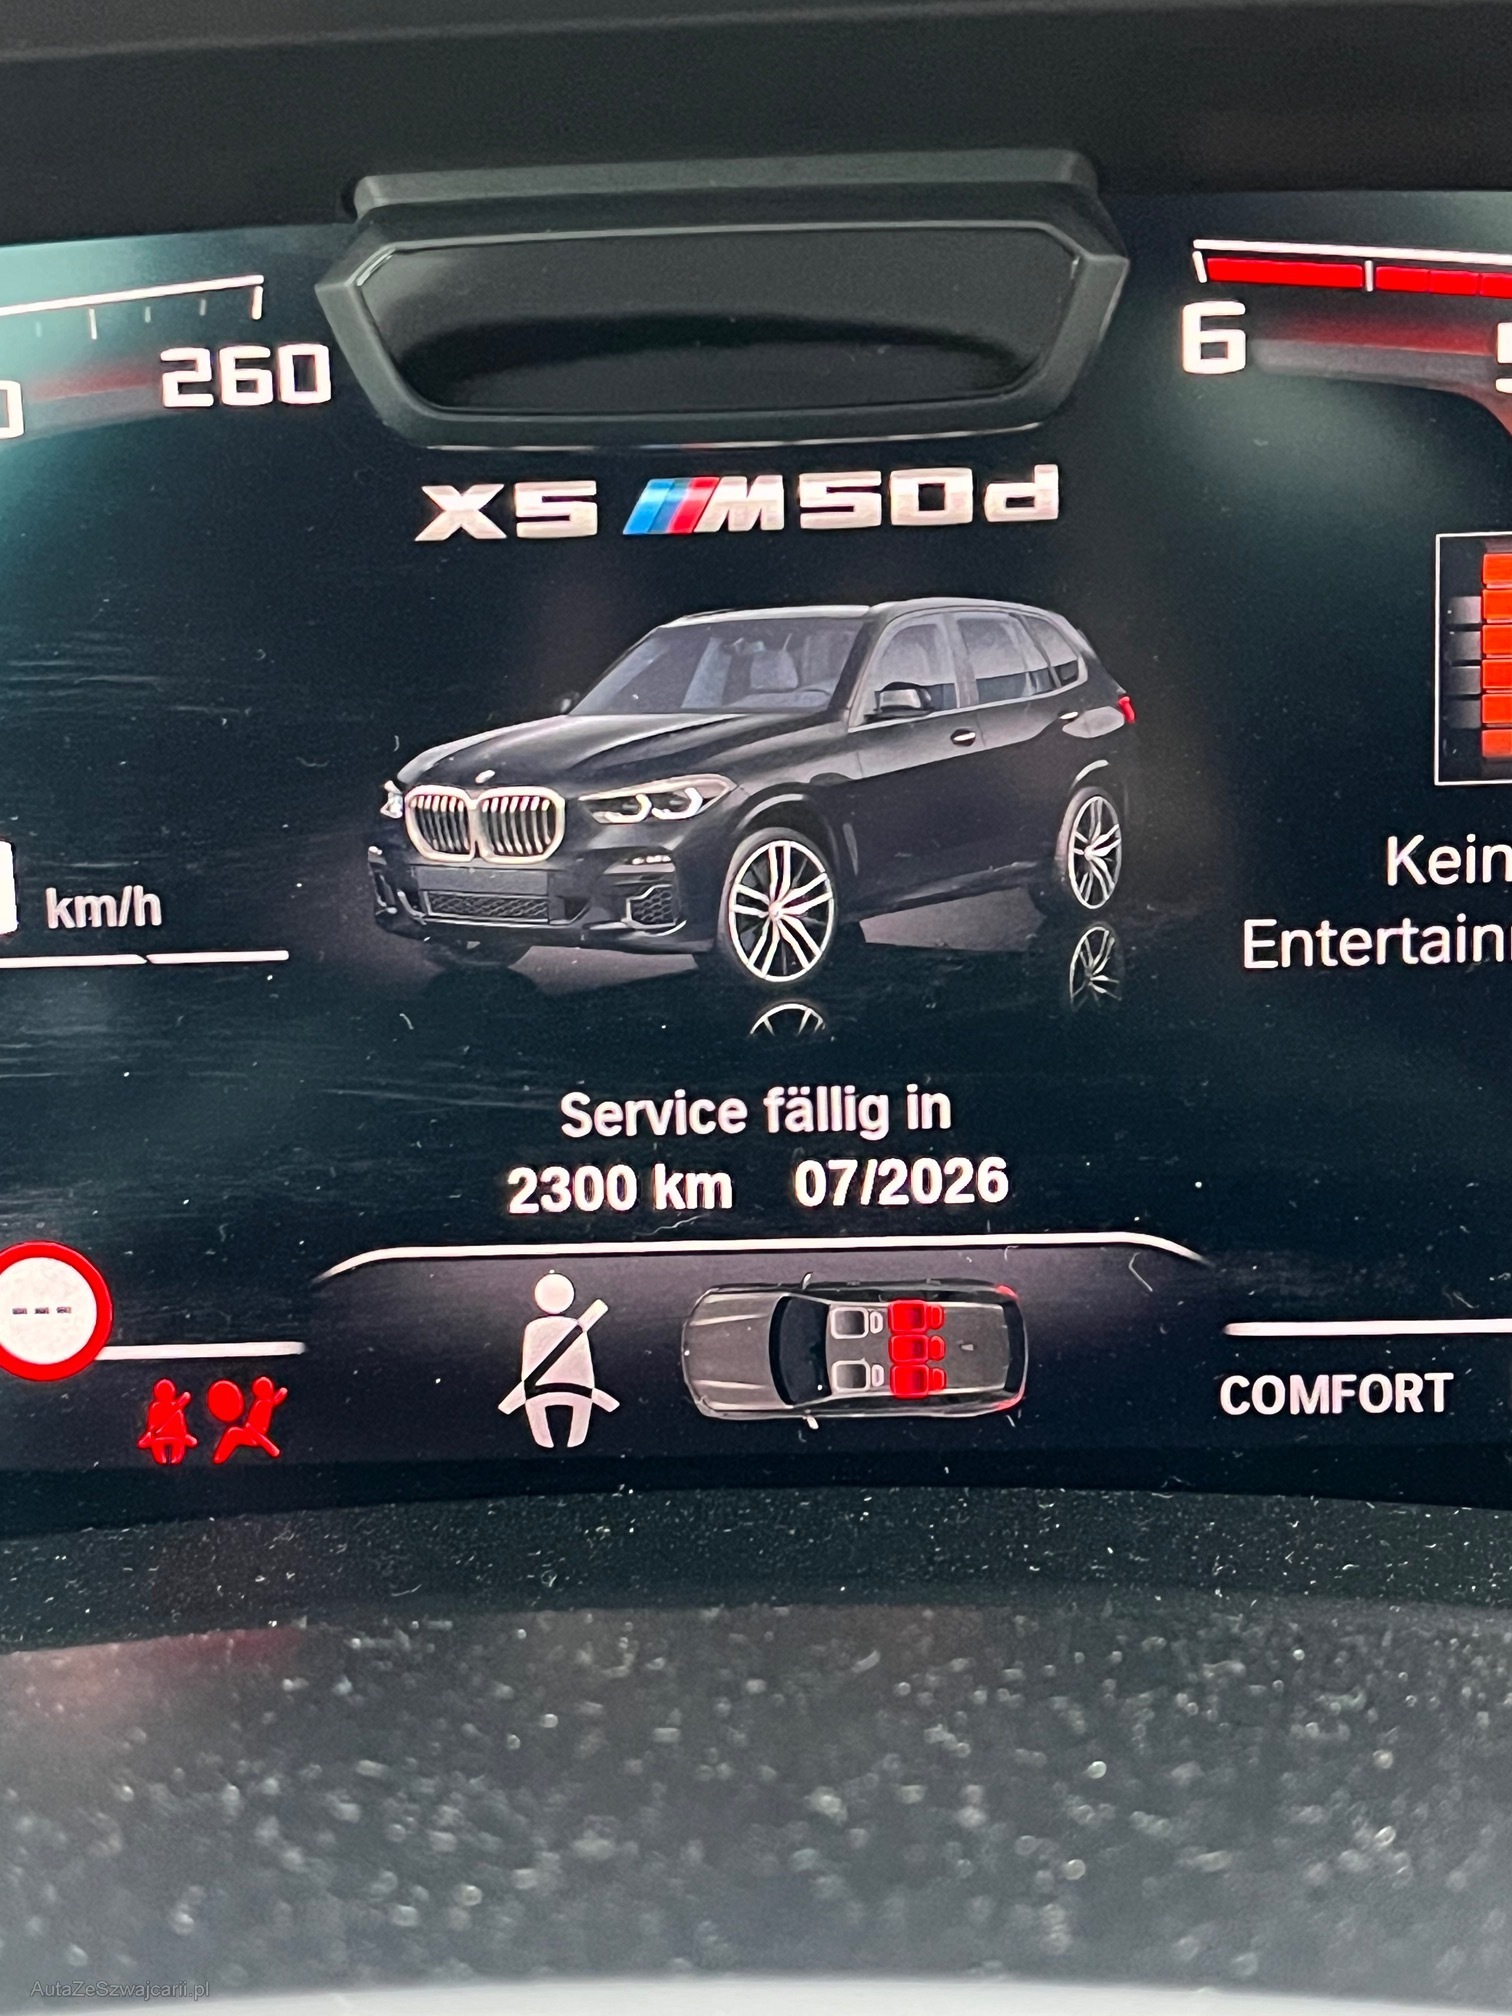 260
6
X5 M50d
km/h
Kein
Service fällig in
2300 km 07/2026
---
COMFORT
AutaZeSzwajcarii.pl